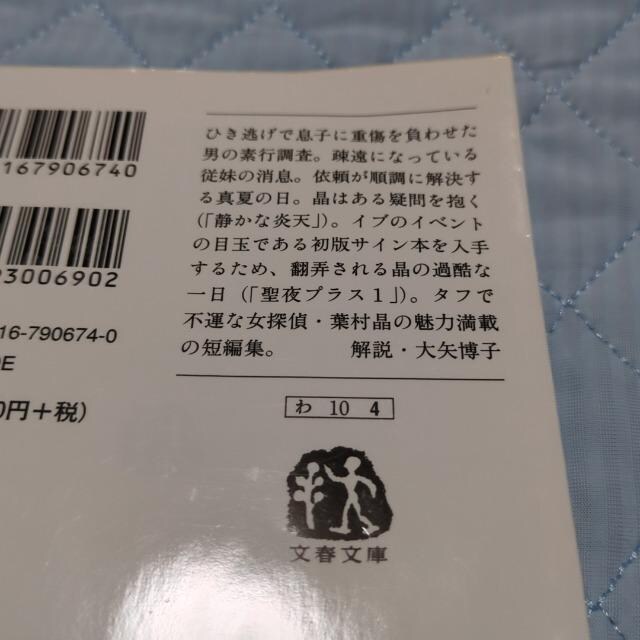 167906740
93006902
16-790674-0
0E
0円+税)
ひき逃げで息子に重傷を負わせた
男の素行調査。疎遠になっている
従妹の消息。依頼が順調に解決す
る真夏の日。晶はある疑問を抱く
(「静かな炎天」)。イブのイベント
の目玉である初版サイン本を入手
するため、翻弄される晶の過酷な
一日(「聖夜プラス1」)。タフで
不運な女探偵・葉村晶の魅力満載
の短編集。 解説・大矢博子
わ 10 4
文春文庫